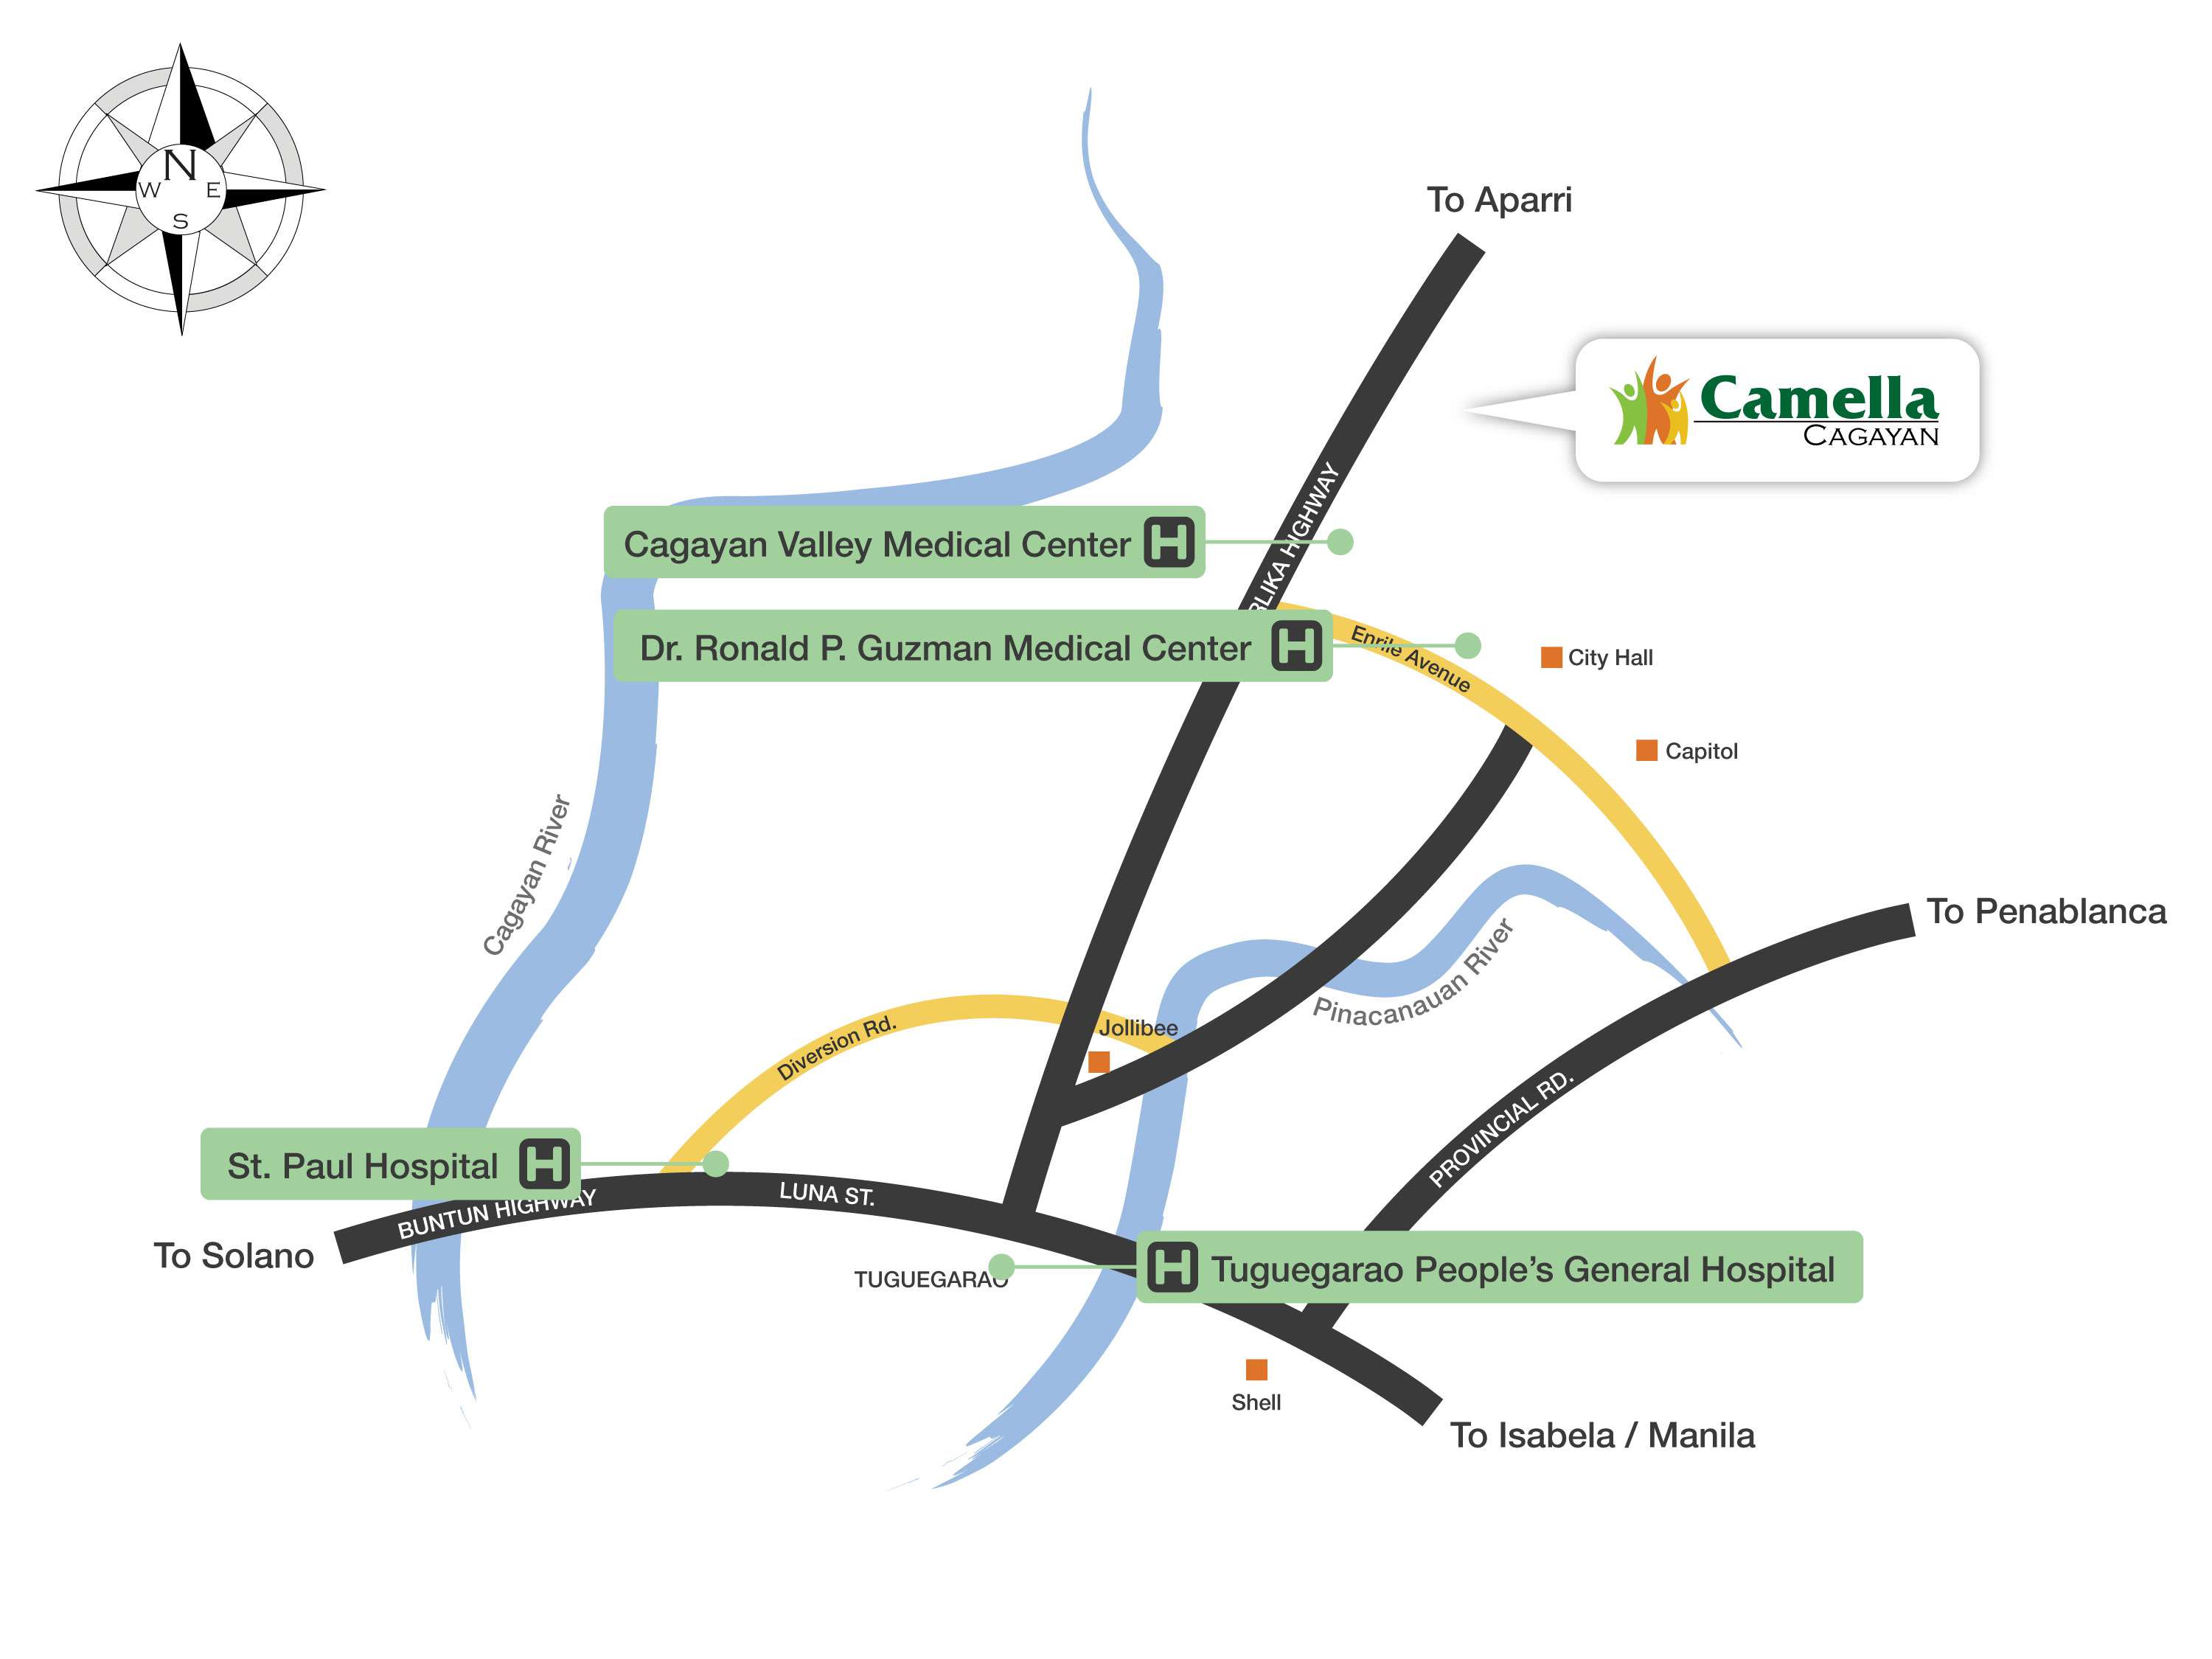 N
W E
S
To Aparri
Camella
CAGAYAN
HIGHWAY
Cagayan Valley Medical Center H
Dr. Ronald P. Guzman Medical Center H
Enrile Avenue
City Hall
Capitol
Cagayan River
To Penablanca
Pinacanauan River
Diversion Rd.
Jollibee
PROVINCIAL RD.
St. Paul Hospital H
BUNTUN HIGHWAY
LUNA ST.
To Solano
TUGUEGARAO
H Tuguegarao People's General Hospital
Shell
To Isabela / Manila